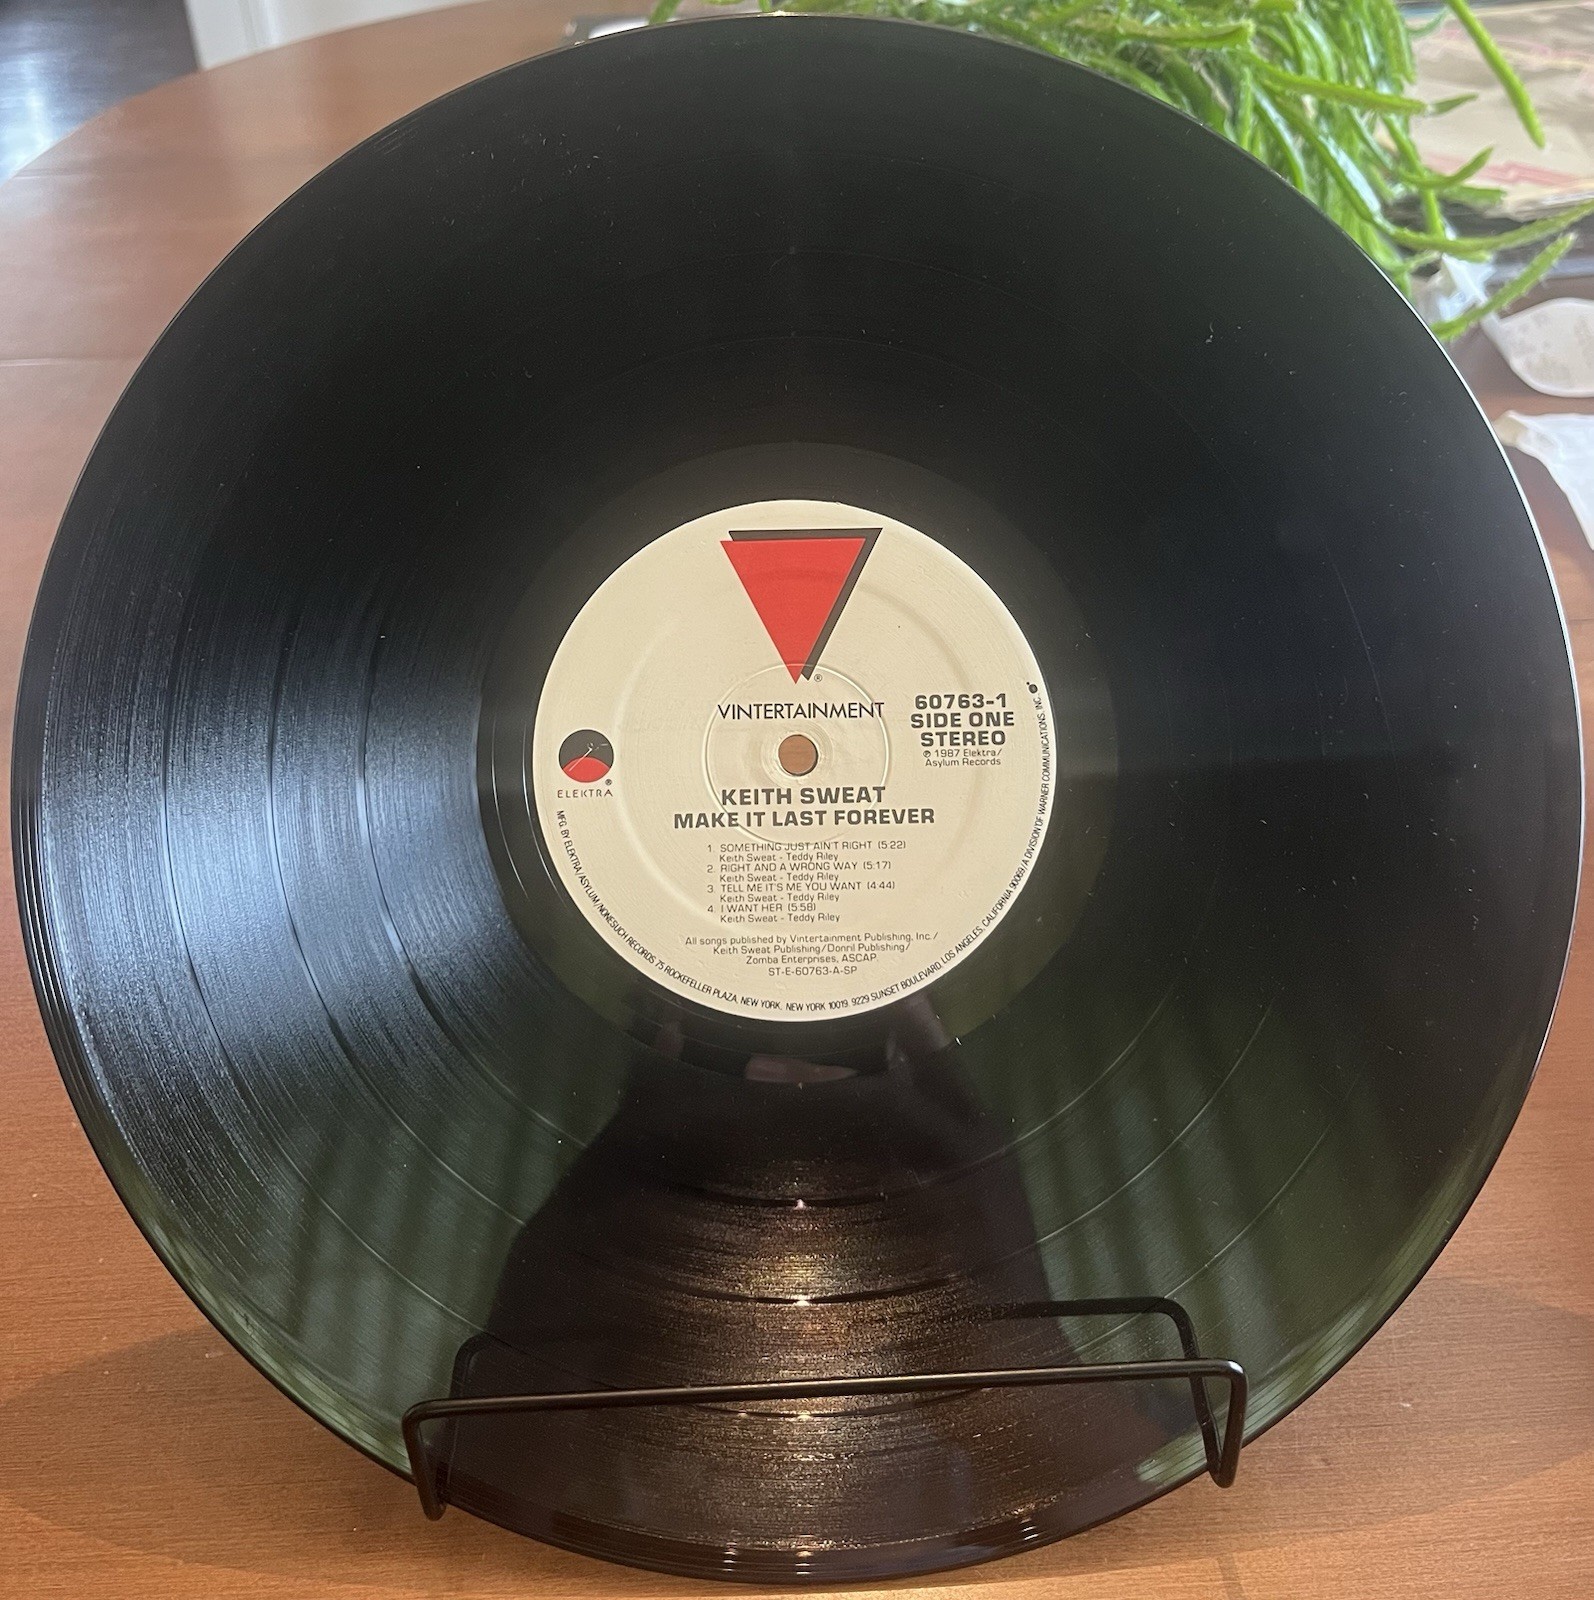 ®
VINTERTAINMENT
60763-1
SIDE ONE
STEREO
℗ 1987 Elektra/
Asylum Records
®
ELEKTRA
KEITH SWEAT
MAKE IT LAST FOREVER
1. SOMETHING JUST AIN'T RIGHT (5:22)
Keith Sweat - Teddy Riley
2. RIGHT AND A WRONG WAY (5:17)
Keith Sweat - Teddy Riley
3. TELL ME IT'S ME YOU WANT (4:44)
Keith Sweat - Teddy Riley
4. I WANT HER (5:58)
Keith Sweat - Teddy Riley
All songs published by Vintertainment Publishing, Inc./
Keith Sweat Publishing/Donril Publishing/
Zomba Enterprises, ASCAP.
ST-E-60763-A-SP
MFG. BY ELEKTRA/ASYLUM/NONESUCH RECORDS 75 ROCKEFELLER PLAZA, NEW YORK, NEW YORK 10019. 9229 SUNSET BOULEVARD, LOS ANGELES, CALIFORNIA 90069/A DIVISION OF WARNER COMMUNICATIONS, INC.